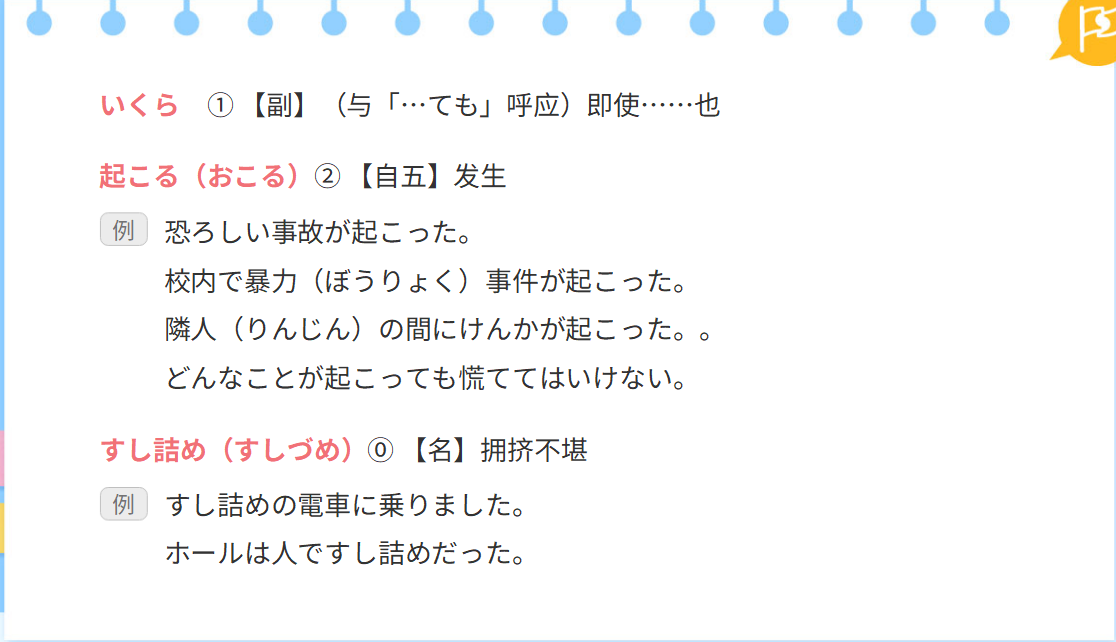 いくら ①【副】（与「…ても」呼应）即使……也
起こる（おこる）②【自五】发生
例 恐ろしい事故が起こった。
校内で暴力（ぼうりょく）事件が起こった。
隣人（りんじん）の間にけんかが起こった。。
どんなことが起こっても慌ててはいけない。
すし詰め（すしづめ）⓪【名】拥挤不堪
例 すし詰めの電車に乗りました。
ホールは人ですし詰めだった。